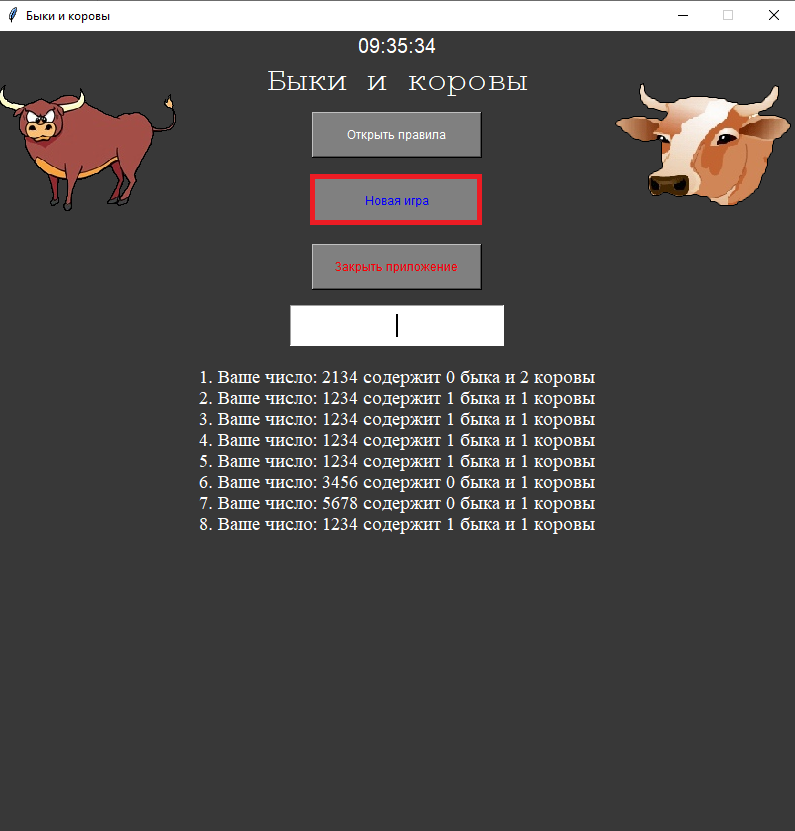 Быки и коровы
09:35:34
Быки и коровы
Открыть правила
Новая игра
Закрыть приложение
1. Ваше число: 2134 содержит 0 быка и 2 коровы
2. Ваше число: 1234 содержит 1 быка и 1 коровы
3. Ваше число: 1234 содержит 1 быка и 1 коровы
4. Ваше число: 1234 содержит 1 быка и 1 коровы
5. Ваше число: 1234 содержит 1 быка и 1 коровы
6. Ваше число: 3456 содержит 0 быка и 1 коровы
7. Ваше число: 5678 содержит 0 быка и 1 коровы
8. Ваше число: 1234 содержит 1 быка и 1 коровы